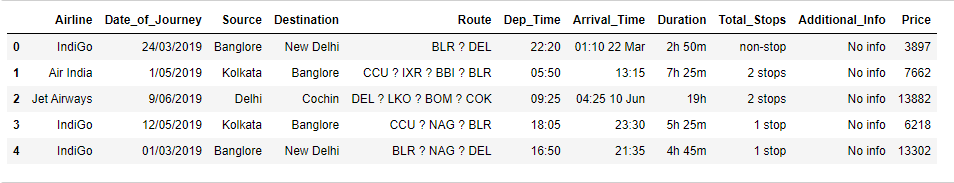 Airline Date_of_Journey Source Destination Route Dep_Time Arrival_Time Duration Total_Stops Additional_Info Price
0 IndiGo 24/03/2019 Banglore New Delhi BLR ? DEL 22:20 01:10 22 Mar 2h 50m non-stop No info 3897
1 Air India 1/05/2019 Kolkata Banglore CCU ? IXR ? BBI ? BLR 05:50 13:15 7h 25m 2 stops No info 7662
2 Jet Airways 9/06/2019 Delhi Cochin DEL ? LKO ? BOM ? COK 09:25 04:25 10 Jun 19h 2 stops No info 13882
3 IndiGo 12/05/2019 Kolkata Banglore CCU ? NAG ? BLR 18:05 23:30 5h 25m 1 stop No info 6218
4 IndiGo 01/03/2019 Banglore New Delhi BLR ? NAG ? DEL 16:50 21:35 4h 45m 1 stop No info 13302